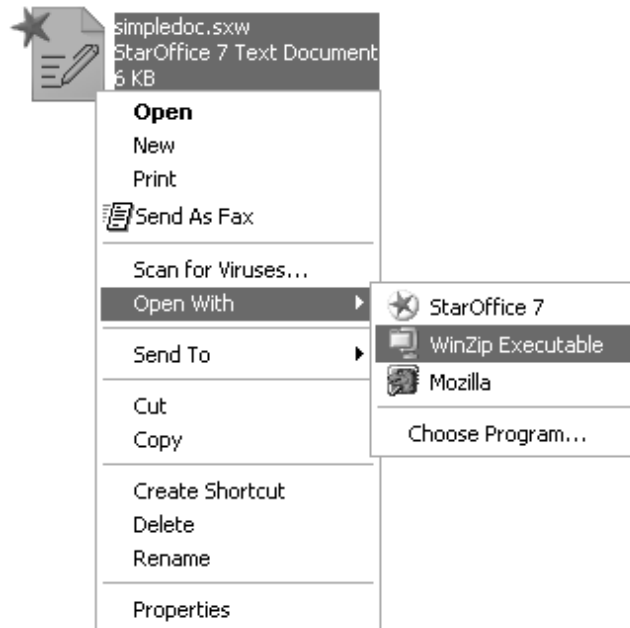 simpledoc.sxw
StarOffice 7 Text Document
6 KB
Open
New
Print
Send As Fax
Scan for Viruses...
Open With
Send To
Cut
Copy
Create Shortcut
Delete
Rename
Properties
StarOffice 7
WinZip Executable
Mozilla
Choose Program...